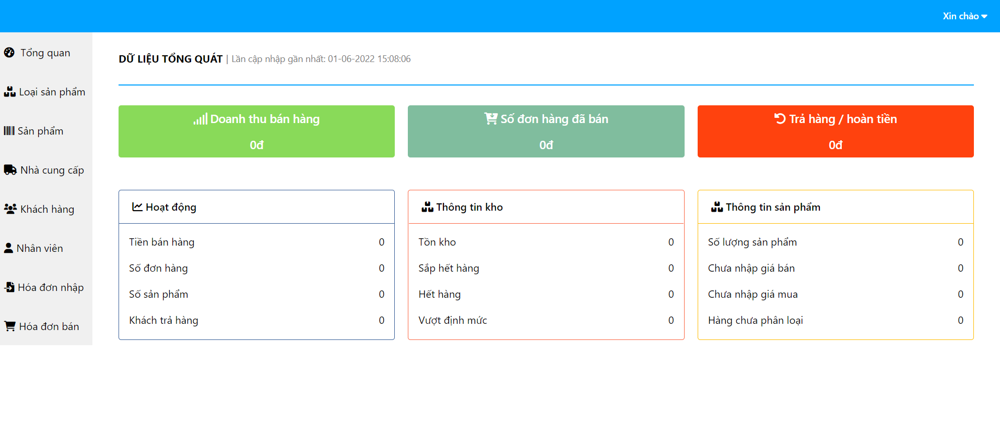 Xin chào
Tổng quan
Loại sản phẩm
Sản phẩm
Nhà cung cấp
Khách hàng
Nhân viên
Hóa đơn nhập
Hóa đơn bán
DỮ LIỆU TỔNG QUÁT | Lần cập nhập gần nhất: 01-06-2022 15:08:06
Doanh thu bán hàng
0đ
Số đơn hàng đã bán
0đ
Trả hàng / hoàn tiền
0đ
Hoạt động
Tiền bán hàng 0
Số đơn hàng 0
Số sản phẩm 0
Khách trả hàng 0
Thông tin kho
Tồn kho 0
Sắp hết hàng 0
Hết hàng 0
Vượt định mức 0
Thông tin sản phẩm
Số lượng sản phẩm 0
Chưa nhập giá bán 0
Chưa nhập giá mua 0
Hàng chưa phân loại 0